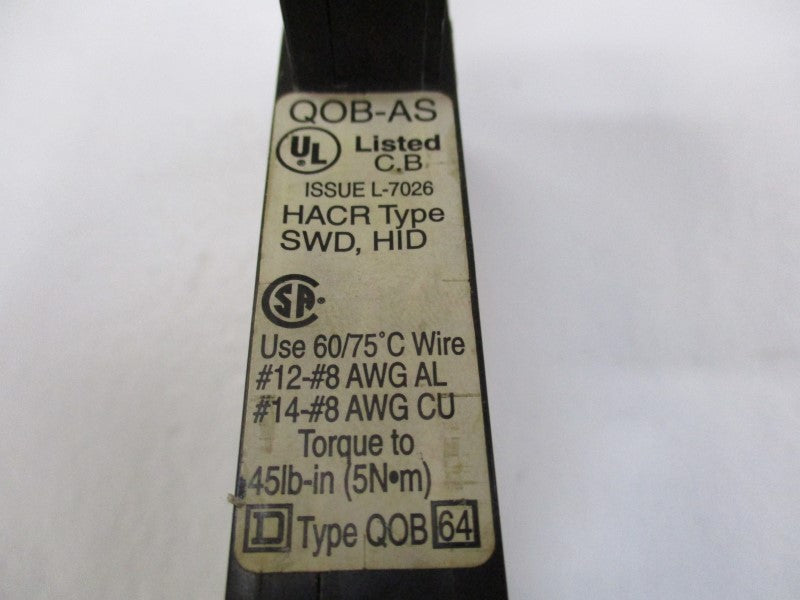 QOB-AS
UL Listed
C.B
ISSUE L-7026
HACR Type
SWD, HID
SA
Use 60/75°C Wire
#12-#8 AWG AL
#14-#8 AWG CU
Torque to
45lb-in (5N•m)
D Type QOB 64